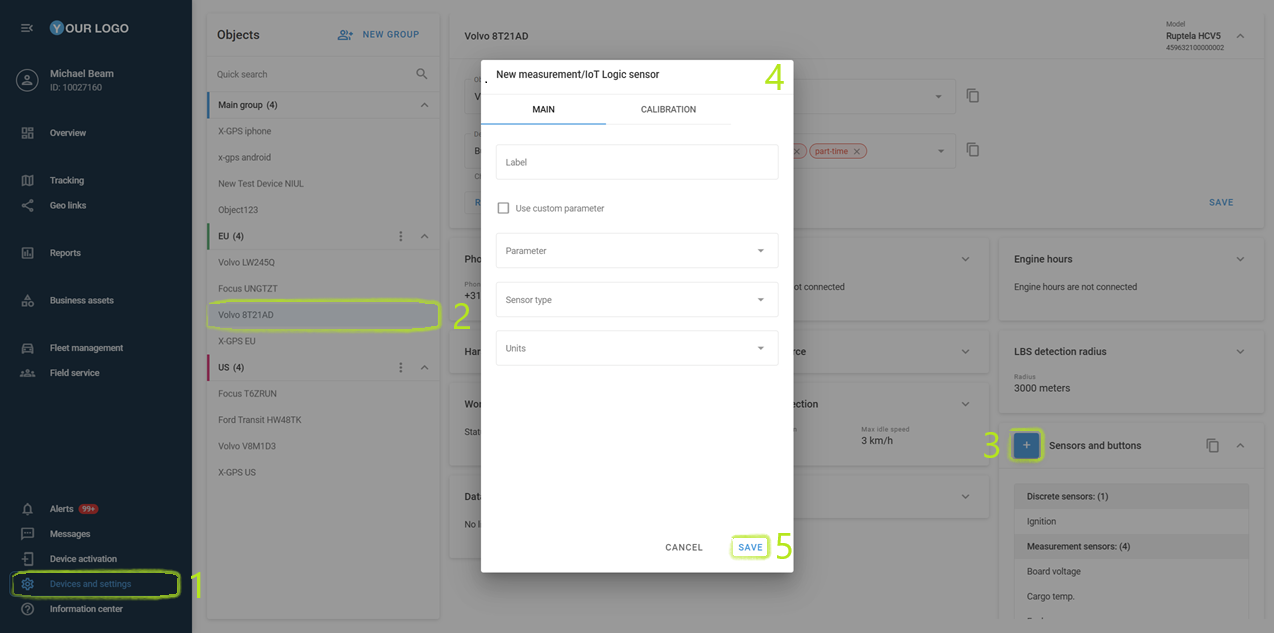 YOUR LOGO
Michael Beam
ID: 10027160
Overview
Tracking
Geo links
Reports
Business assets
Fleet management
Field service
Alerts 99+
Messages
Device activation
Devices and settings 1
Information center
Objects
NEW GROUP
Quick search
Main group (4)
X-GPS iphone
x-gps android
New Test Device NIUL
Object123
EU (4)
Volvo LW245Q
Focus UNGTZT
Volvo 8T21AD 2
X-GPS EU
US (4)
Focus T6ZRUN
Ford Transit HW48TK
Volvo V8M1D3
X-GPS US
Volvo 8T21AD
Model
Ruptela HCV5
459632100000002
part-time
SAVE
New measurement/IoT Logic sensor 4
MAIN
CALIBRATION
Label
Use custom parameter
Parameter
Sensor type
Units
CANCEL
SAVE 5
Pho
Phon
+31
ot connected
Engine hours
Engine hours are not connected
Har
rce
LBS detection radius
Radius
3000 meters
Wor
Stat
ction
Max idle speed
3 km/h
Data
No l
3 + Sensors and buttons
Discrete sensors: (1)
Ignition
Measurement sensors: (4)
Board voltage
Cargo temp.